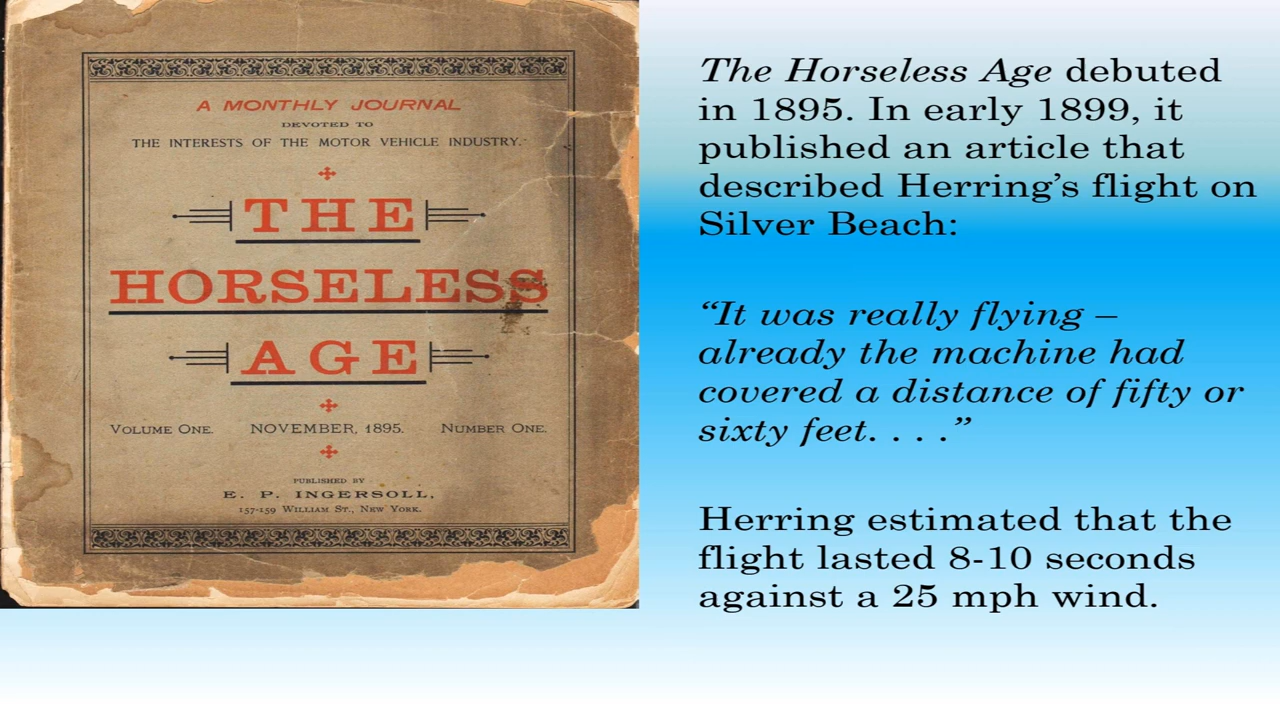 A MONTHLY JOURNAL
DEVOTED TO
THE INTERESTS OF THE MOTOR VEHICLE INDUSTRY.
THE
HORSELESS
AGE
VOLUME ONE. NOVEMBER, 1895. NUMBER ONE.
PUBLISHED BY
E. P. INGERSOLL,
157-159 WILLIAM ST., NEW YORK.
The Horseless Age debuted
in 1895. In early 1899, it
published an article that
described Herring’s flight on
Silver Beach:
“It was really flying –
already the machine had
covered a distance of fifty or
sixty feet. . . .”
Herring estimated that the
flight lasted 8-10 seconds
against a 25 mph wind.